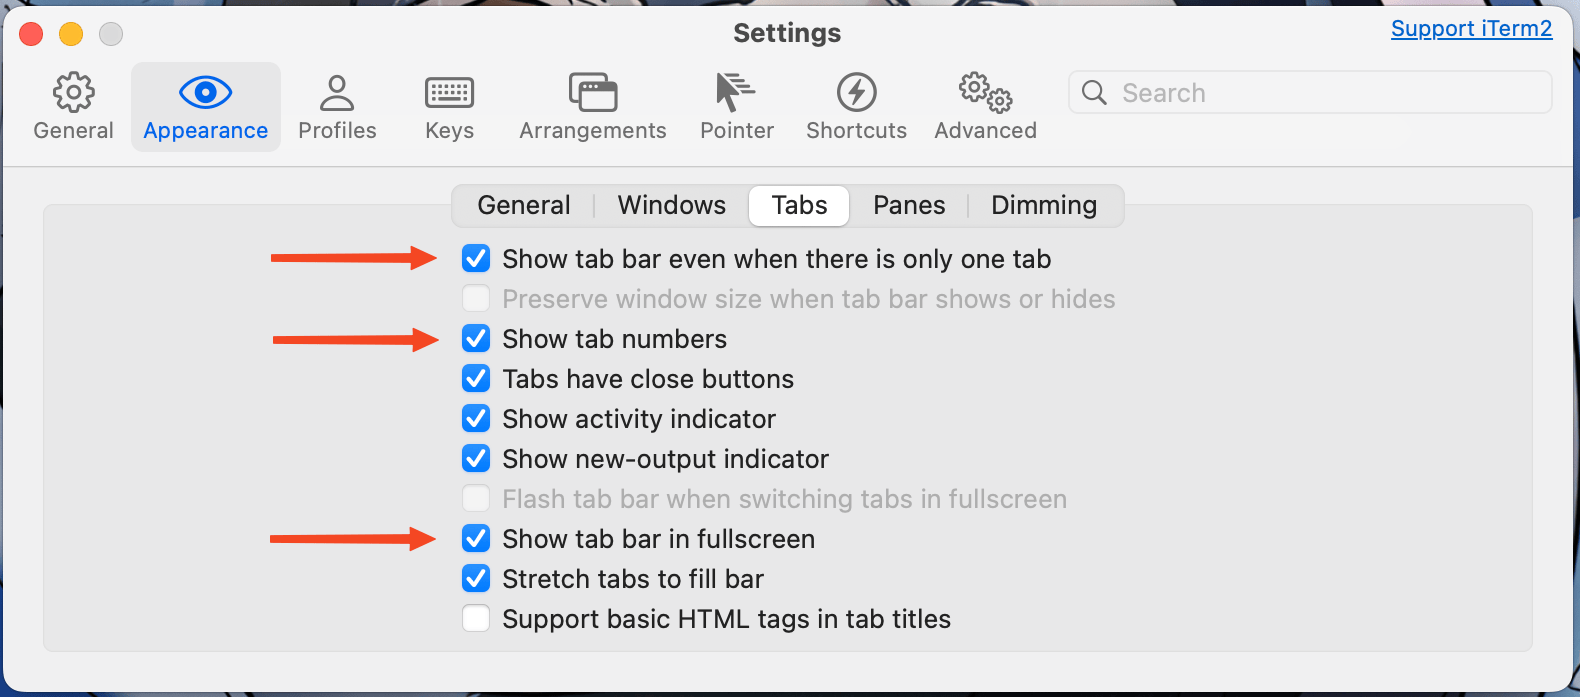 Settings
Support iTerm2
General Appearance Profiles Keys Arrangements Pointer Shortcuts Advanced Search
General Windows Tabs Panes Dimming
Show tab bar even when there is only one tab
Preserve window size when tab bar shows or hides
Show tab numbers
Tabs have close buttons
Show activity indicator
Show new-output indicator
Flash tab bar when switching tabs in fullscreen
Show tab bar in fullscreen
Stretch tabs to fill bar
Support basic HTML tags in tab titles